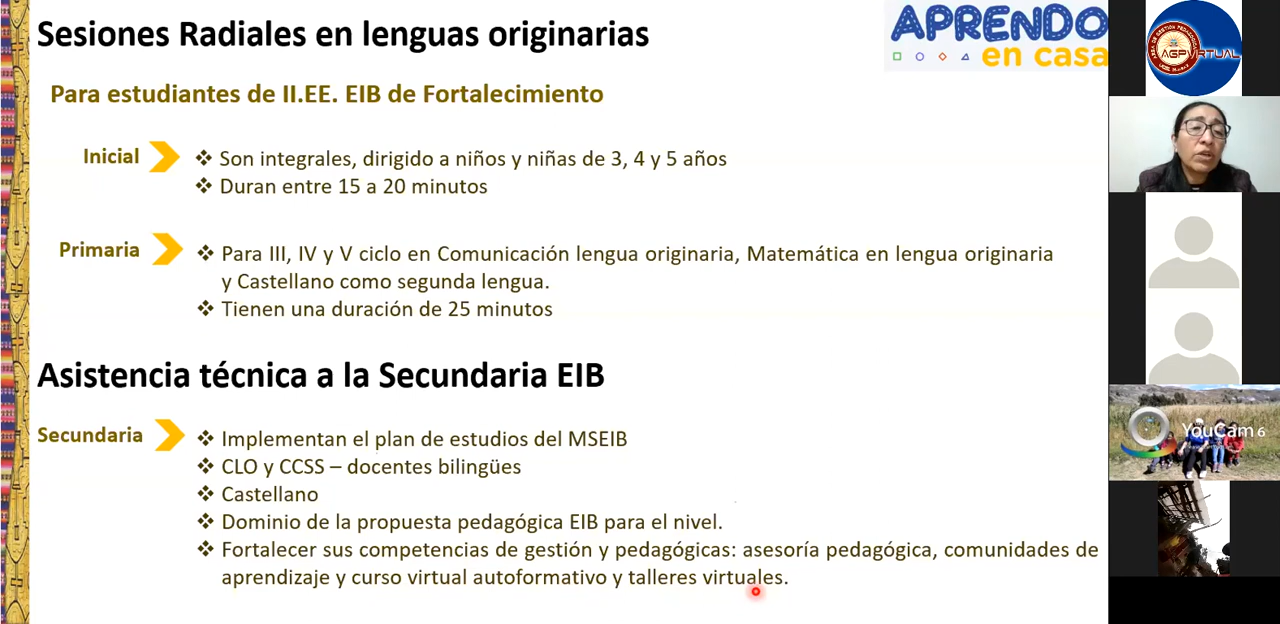 Sesiones Radiales en lenguas originarias
APRENDO
en casa
Para estudiantes de II.EE. EIB de Fortalecimiento
Inicial
❖ Son integrales, dirigido a niños y niñas de 3, 4 y 5 años
❖ Duran entre 15 a 20 minutos
Primaria
❖ Para III, IV y V ciclo en Comunicación lengua originaria, Matemática en lengua originaria
y Castellano como segunda lengua.
❖ Tienen una duración de 25 minutos
Asistencia técnica a la Secundaria EIB
Secundaria
❖ Implementan el plan de estudios del MSEIB
❖ CLO y CCSS – docentes bilingües
❖ Castellano
❖ Dominio de la propuesta pedagógica EIB para el nivel.
❖ Fortalecer sus competencias de gestión y pedagógicas: asesoría pedagógica, comunidades de
aprendizaje y curso virtual autoformativo y talleres virtuales.
AGPVIRTUAL
YouCam 6